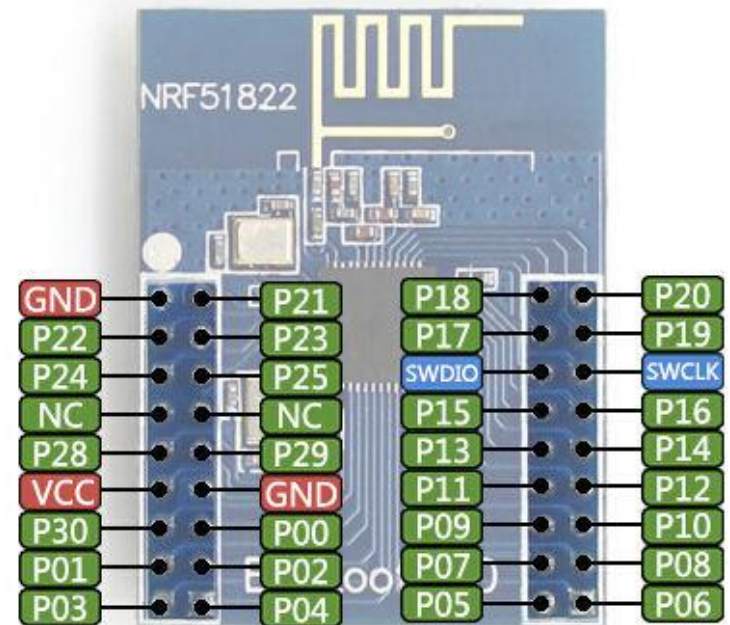 NRF51822
GND P21 P18 P20
P22 P23 P17 P19
P24 P25 SWDIO SWCLK
NC NC P15 P16
P28 P29 P13 P14
VCC GND P11 P12
P30 P00 P09 P10
P01 P02 P07 P08
P03 P04 P05 P06